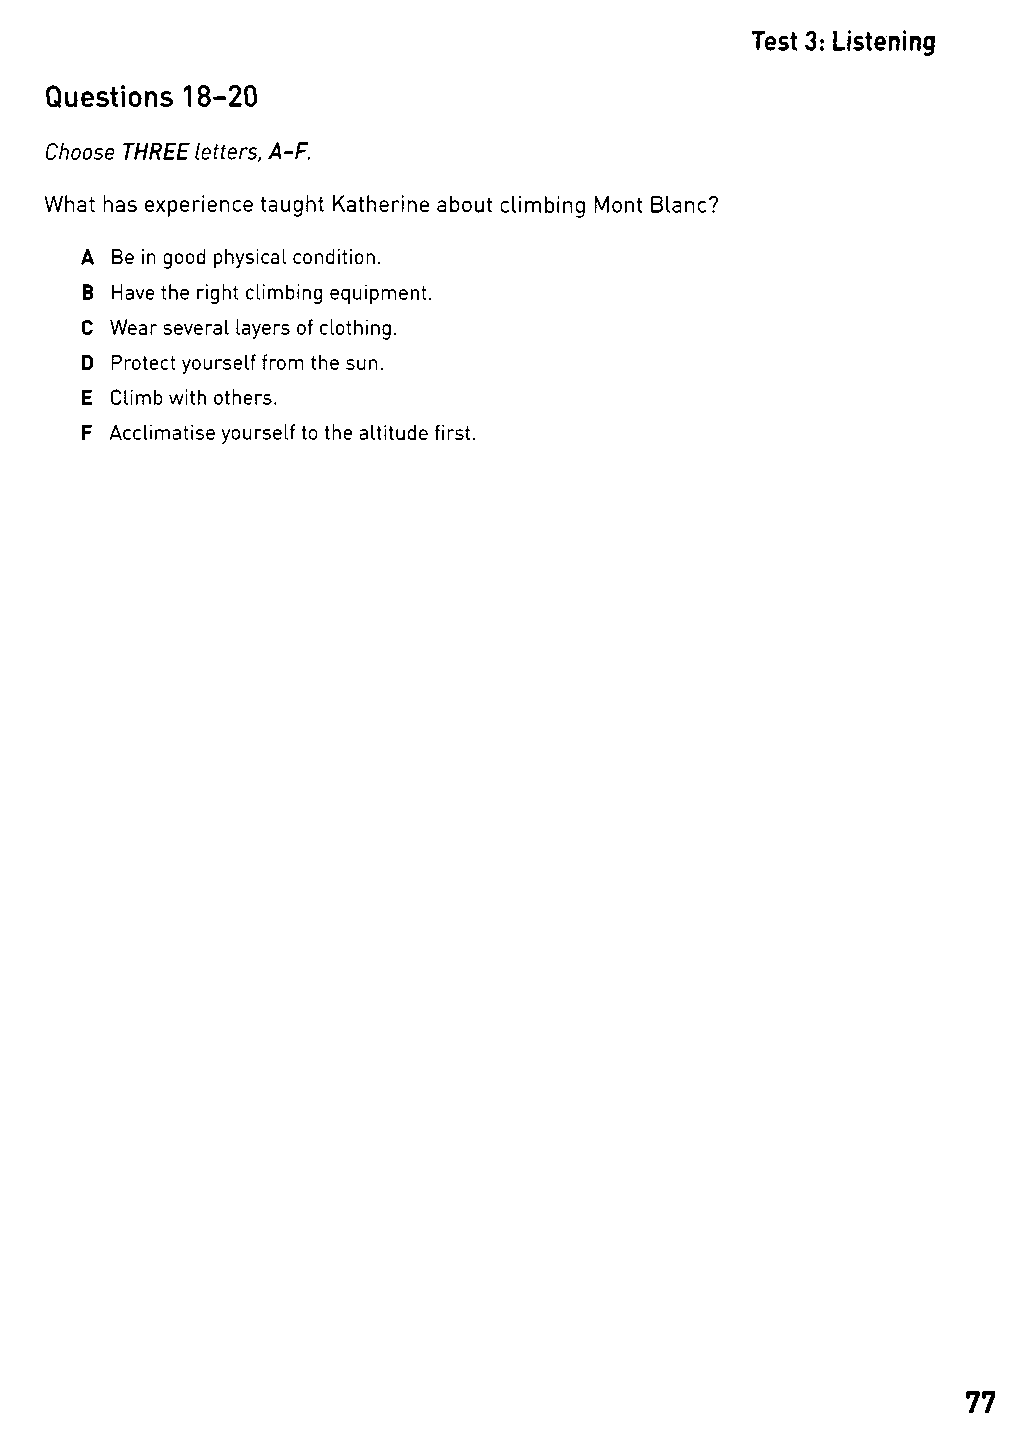 Test 3: Listening
Questions 18–20
Choose THREE letters, A–F.
What has experience taught Katherine about climbing Mont Blanc?
A Be in good physical condition.
B Have the right climbing equipment.
C Wear several layers of clothing.
D Protect yourself from the sun.
E Climb with others.
F Acclimatise yourself to the altitude first.
77